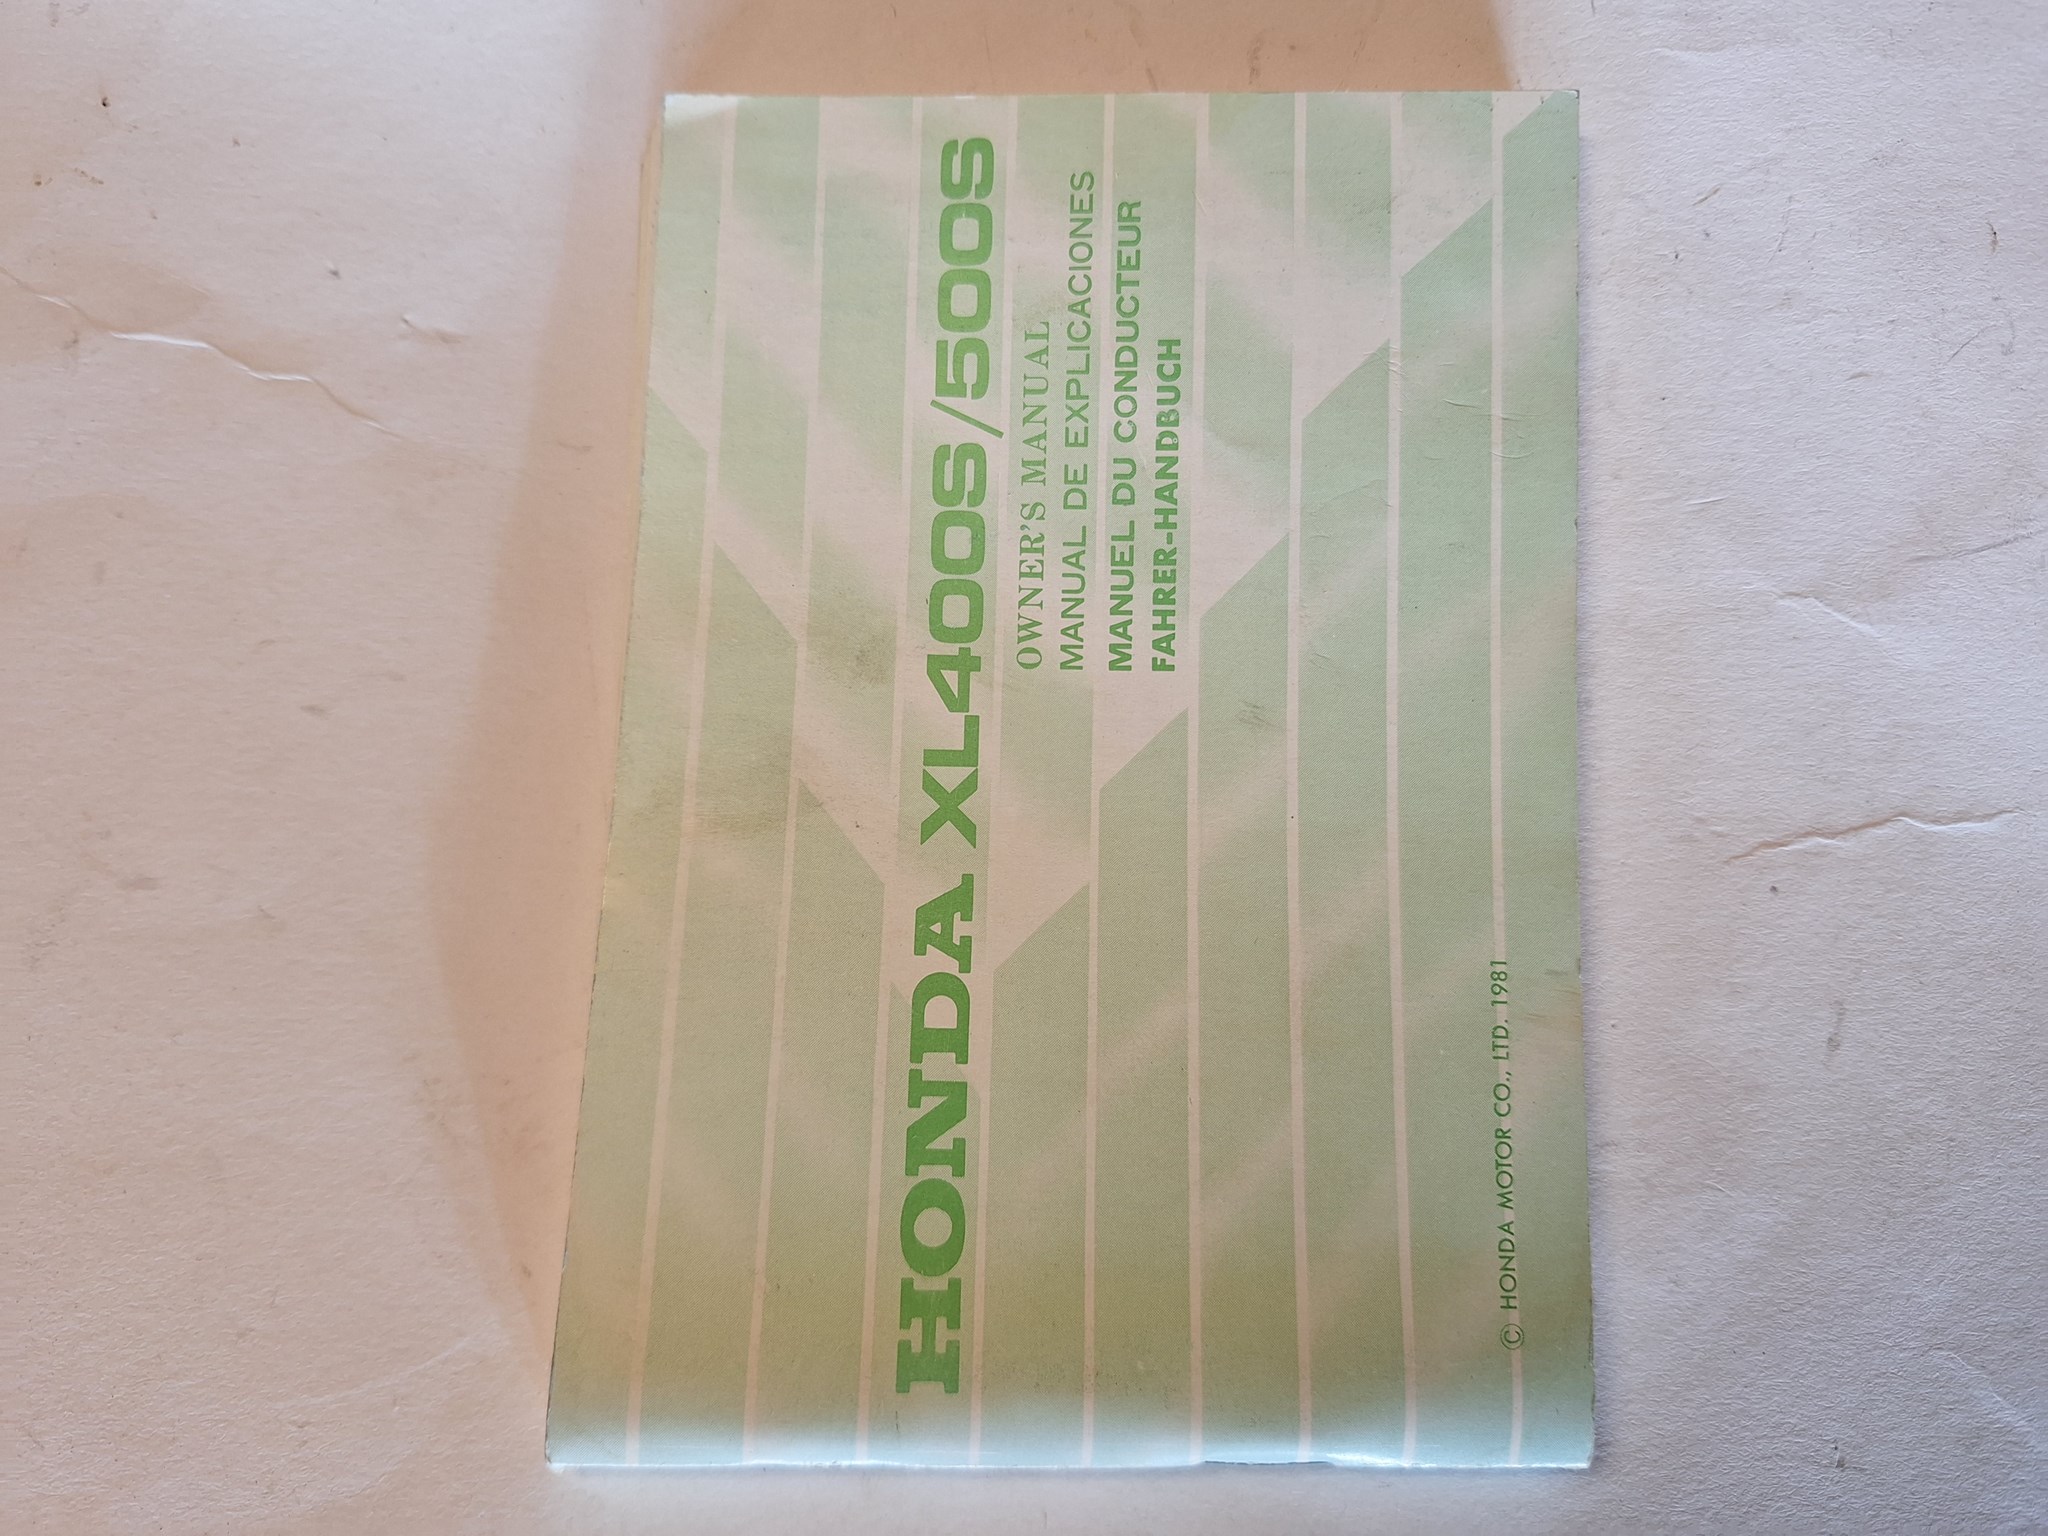 HONDA XL400S/500S
OWNER'S MANUAL
MANUAL DE EXPLICACIONES
MANUEL DU CONDUCTEUR
FAHRER-HANDBUCH
© HONDA MOTOR CO., LTD. 1981